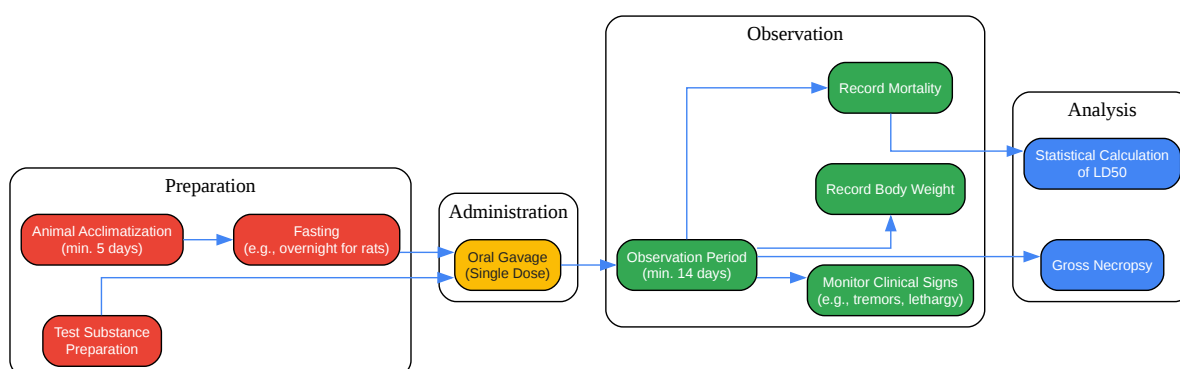 Preparation
Animal Acclimatization
(min. 5 days)
Fasting
(e.g., overnight for rats)
Test Substance
Preparation
Administration
Oral Gavage
(Single Dose)
Observation
Record Mortality
Record Body Weight
Observation Period
(min. 14 days)
Monitor Clinical Signs
(e.g., tremors, lethargy)
Analysis
Statistical Calculation
of LD50
Gross Necropsy